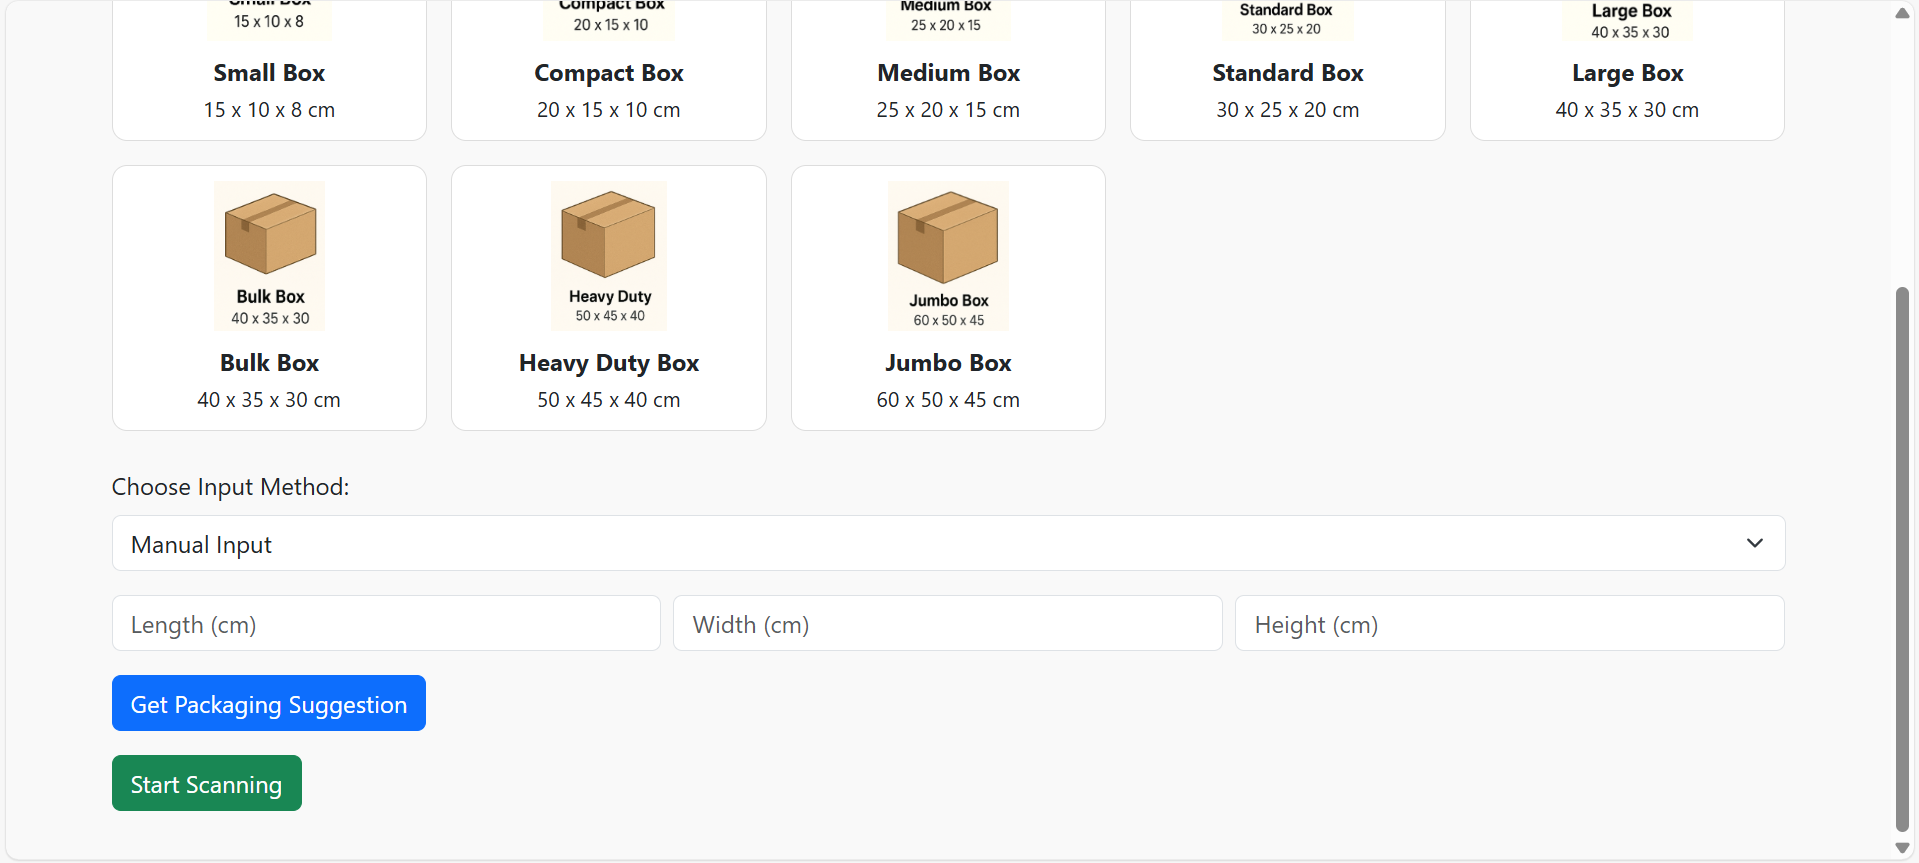 Small Box
15 x 10 x 8
Compact Box
20 x 15 x 10
Medium Box
25 x 20 x 15
Standard Box
30 x 25 x 20
Large Box
40 x 35 x 30
Small Box
15 x 10 x 8 cm
Compact Box
20 x 15 x 10 cm
Medium Box
25 x 20 x 15 cm
Standard Box
30 x 25 x 20 cm
Large Box
40 x 35 x 30 cm
Bulk Box
40 x 35 x 30
Heavy Duty
50 x 45 x 40
Jumbo Box
60 x 50 x 45
Bulk Box
40 x 35 x 30 cm
Heavy Duty Box
50 x 45 x 40 cm
Jumbo Box
60 x 50 x 45 cm
Choose Input Method:
Manual Input
Length (cm)
Width (cm)
Height (cm)
Get Packaging Suggestion
Start Scanning